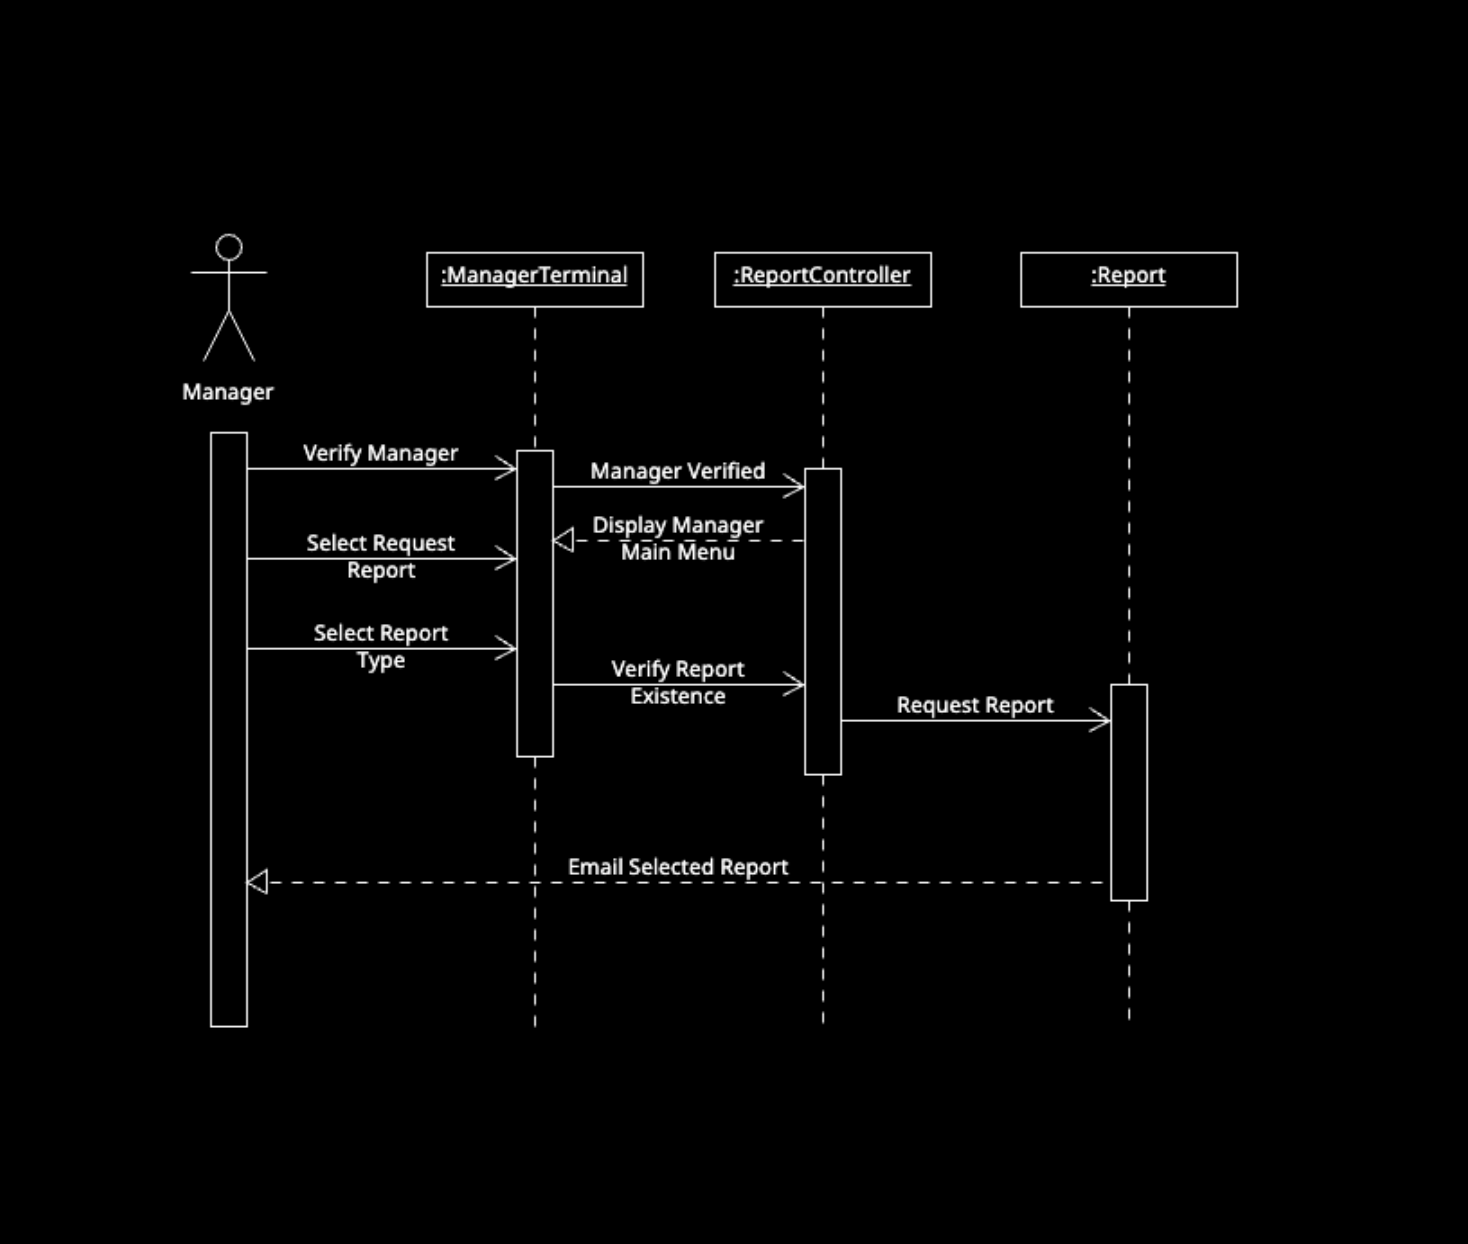 :ManagerTerminal
:ReportController
:Report
Manager
Verify Manager
Manager Verified
Display Manager
Main Menu
Select Request
Report
Select Report
Type
Verify Report
Existence
Request Report
Email Selected Report